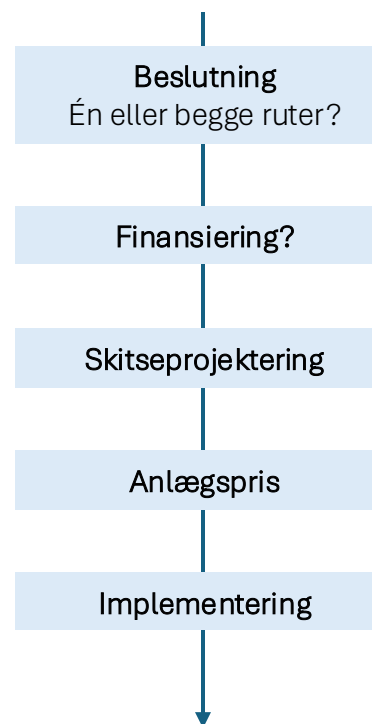 Beslutning
Én eller begge ruter?
Finansiering?
Skitseprojektering
Anlægspris
Implementering